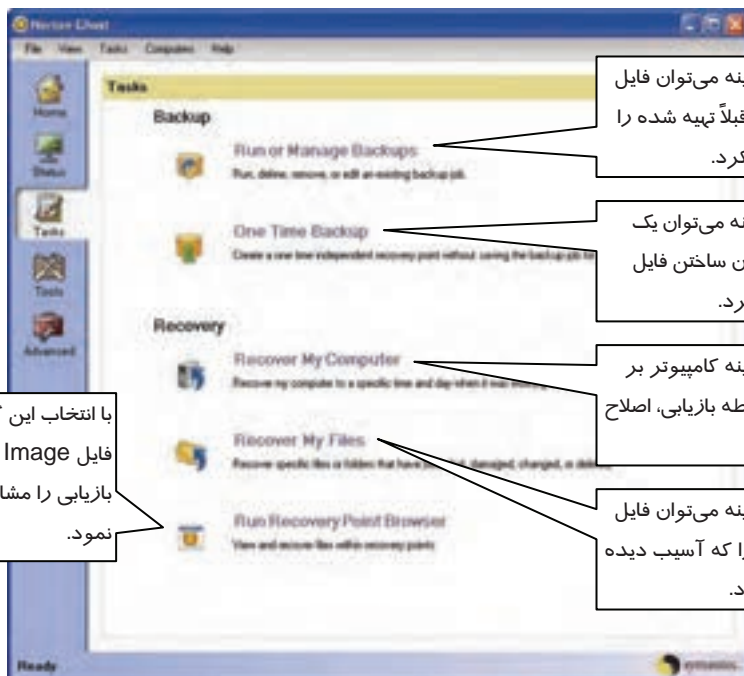 Norton Ghost
File View Tasks Computers Help
Home
Status
Tasks
Tools
Advanced
Tasks
Backup
Run or Manage Backups
Run, define, remove, or edit an existing backup job.
One Time Backup
Create a one time independent recovery point without saving the backup job for
Recovery
Recover My Computer
Recover my computer to a specific time and day when it was
Recover My Files
Recover specific files or folders that have been damaged, changed, or
Run Recovery Point Browser
View and recover files within recovery points
Ready
symantec
ینه می‌توان فایل
قبلاً تهیه شده را
کرد.
نه می‌توان یک
ن ساختن فایل
رد.
ینه کامپیوتر بر
طه بازیابی، اصلاح
ینه می‌توان فایل
را که آسیب دیده
د.
با انتخاب این
فایل Image
بازیابی را مشا
نمود.